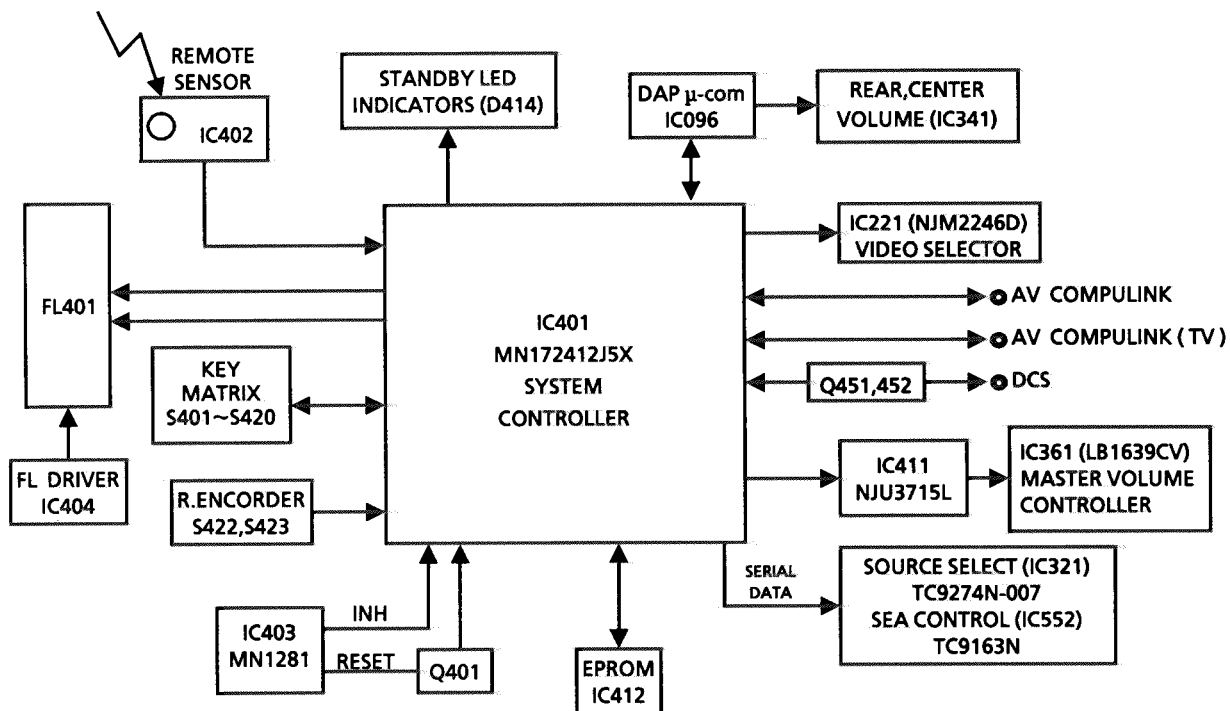 REMOTE
SENSOR
IC402
STANDBY LED
INDICATORS (D414)
DAP μ-com
IC096
REAR,CENTER
VOLUME (IC341)
IC221 (NJM2246D)
VIDEO SELECTOR
FL401
AV COMPULINK
AV COMPULINK ( TV )
DCS
Q451,452
IC401
MN172412J5X
SYSTEM
CONTROLLER
KEY
MATRIX
S401~S420
FL DRIVER
IC404
R.ENCORDER
S422,S423
IC411
NJU3715L
IC361 (LB1639CV)
MASTER VOLUME
CONTROLLER
SERIAL
DATA
SOURCE SELECT (IC321)
TC9274N-007
SEA CONTROL (IC552)
TC9163N
IC403
MN1281
INH
RESET
Q401
EPROM
IC412